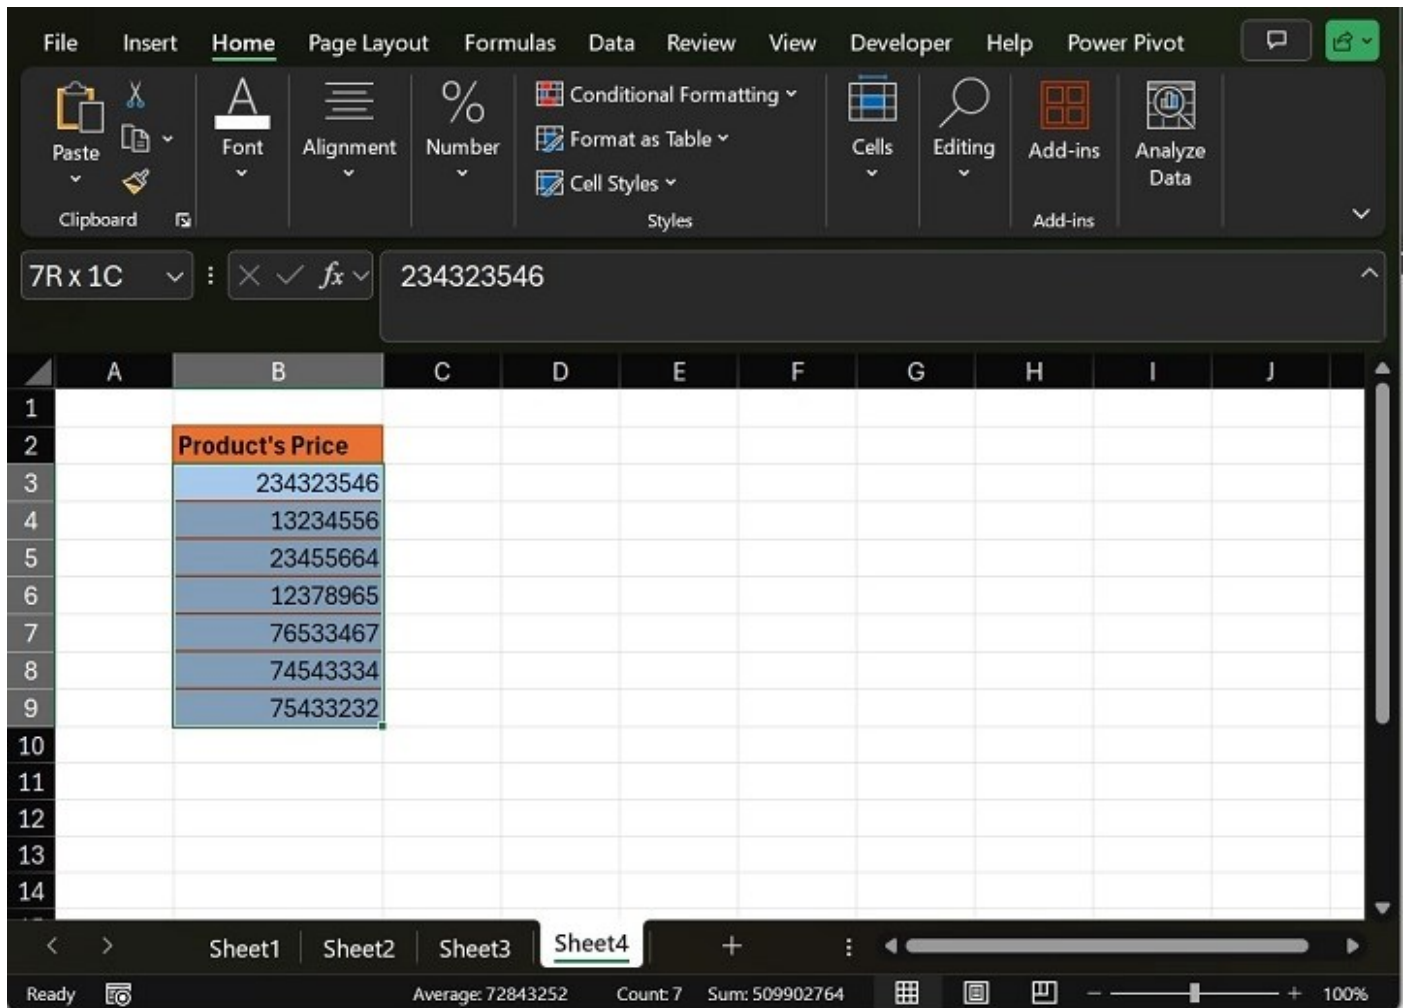 File Insert Home Page Layout Formulas Data Review View Developer Help Power Pivot
Paste
Clipboard
Font
Alignment
%
Number
Conditional Formatting
Format as Table
Cell Styles
Styles
Cells
Editing
Add-ins
Add-ins
Analyze
Data
7R x 1C fx 234323546
A B C D E F G H I J
1
2 Product's Price
3 234323546
4 13234556
5 23455664
6 12378965
7 76533467
8 74543334
9 75433232
10
11
12
13
14
Sheet1 Sheet2 Sheet3 Sheet4 +
Ready Average: 72843252 Count: 7 Sum: 509902764 - + 100%